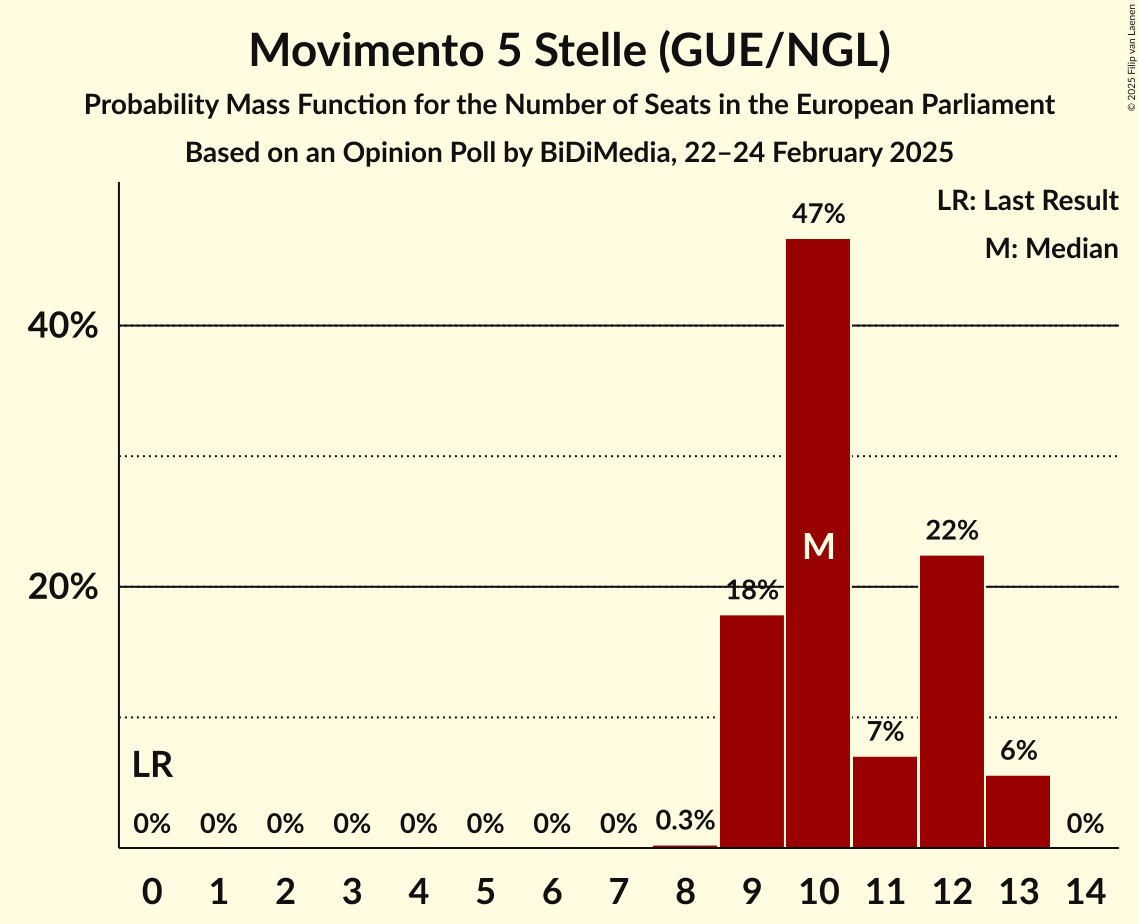 Movimento 5 Stelle (GUE/NGL)
Probability Mass Function for the Number of Seats in the European Parliament
Based on an Opinion Poll by BiDiMedia, 22–24 February 2025
© 2025 Filip van Laenen
LR: Last Result
M: Median
47%
40%
M
22%
20%
18%
7%
6%
LR
0% 0% 0% 0% 0% 0% 0% 0% 0.3% 0%
0 1 2 3 4 5 6 7 8 9 10 11 12 13 14